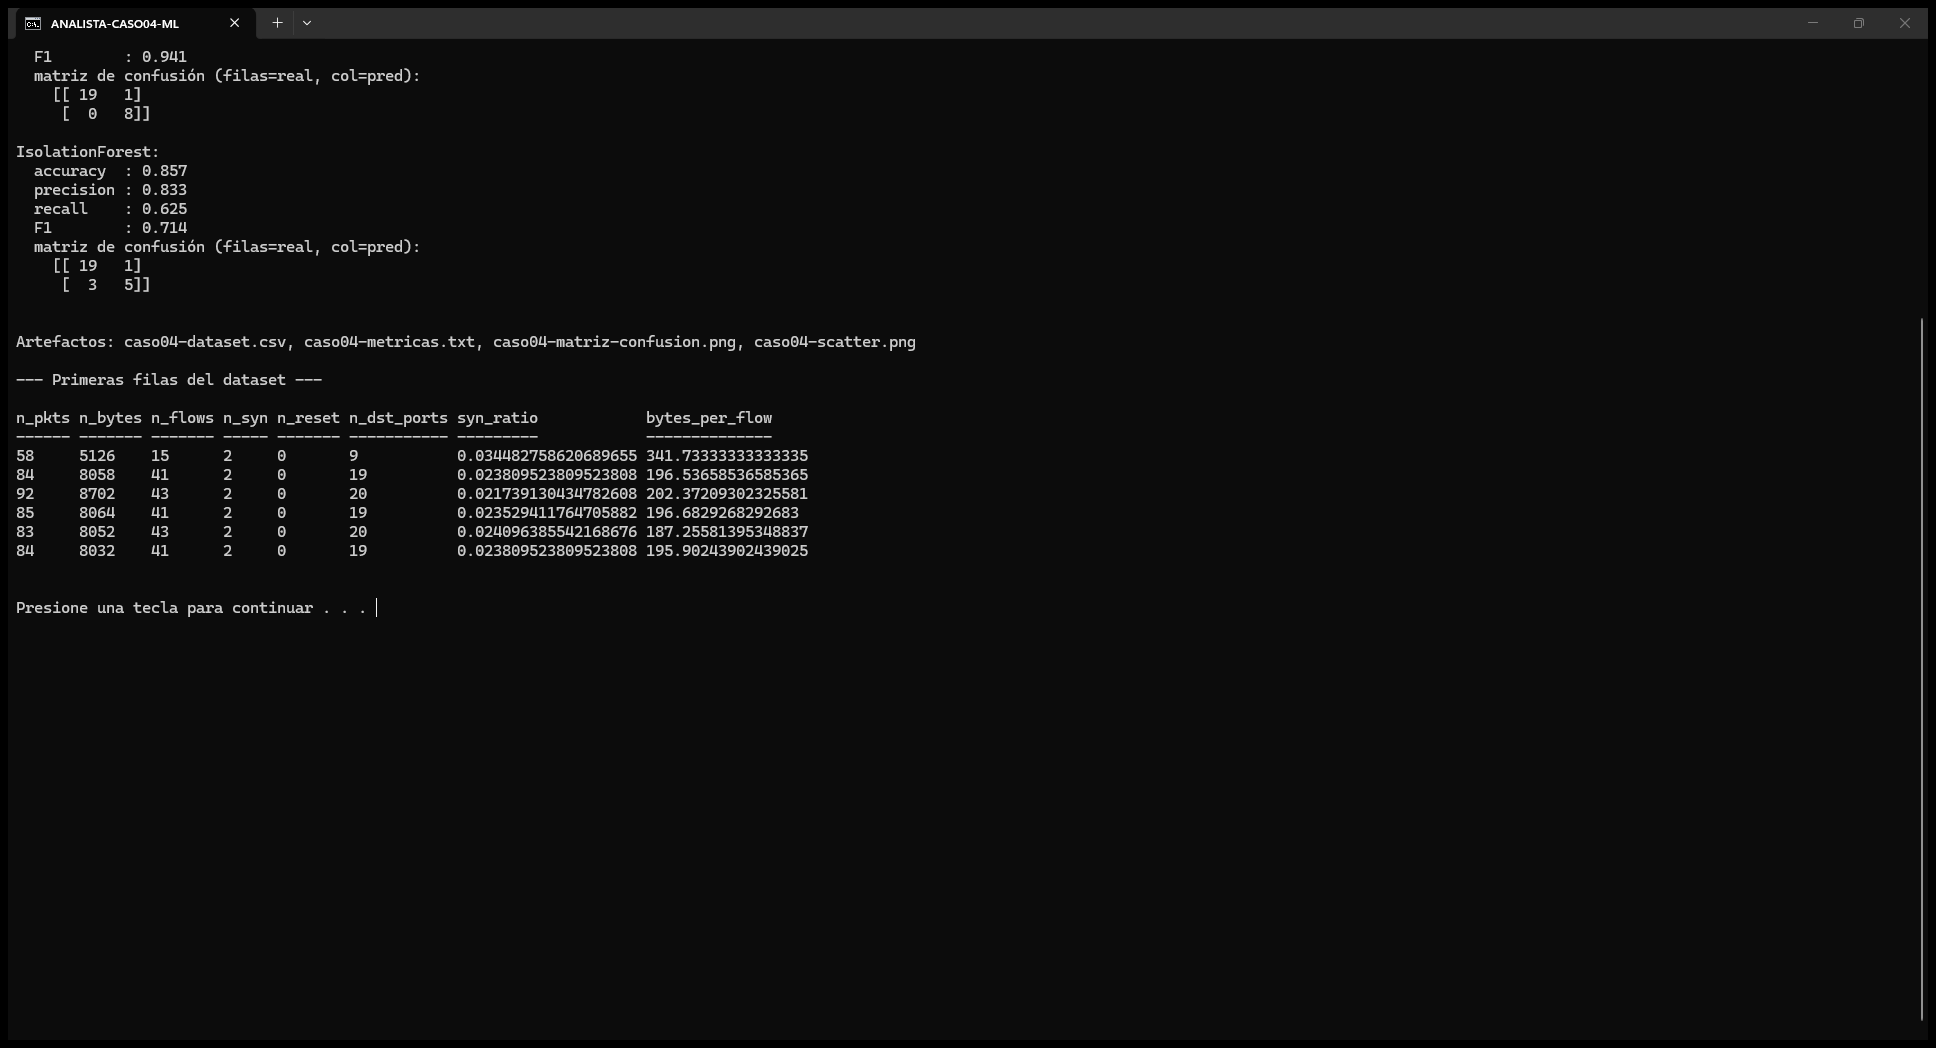 ANALISTA-CASO04-ML
  F1        : 0.941
  matriz de confusión (filas=real, col=pred):
    [[ 19   1]
     [  0   8]]
IsolationForest:
  accuracy  : 0.857
  precision : 0.833
  recall    : 0.625
  F1        : 0.714
  matriz de confusión (filas=real, col=pred):
    [[ 19   1]
     [  3   5]]
Artefactos: caso04-dataset.csv, caso04-metricas.txt, caso04-matriz-confusion.png, caso04-scatter.png
--- Primeras filas del dataset ---
n_pkts n_bytes n_flows n_syn n_reset n_dst_ports syn_ratio            bytes_per_flow
------ ------- ------- ----- ------- ----------- ---------            --------------
58     5126    15      2     0       9           0.034482758620689655 341.73333333333335
84     8058    41      2     0       19          0.023809523809523808 196.53658536585365
92     8702    43      2     0       20          0.021739130434782608 202.37209302325581
85     8064    41      2     0       19          0.023529411764705882 196.6829268292683
83     8052    43      2     0       20          0.024096385542168676 187.25581395348837
84     8032    41      2     0       19          0.023809523809523808 195.90243902439025
Presione una tecla para continuar . . .